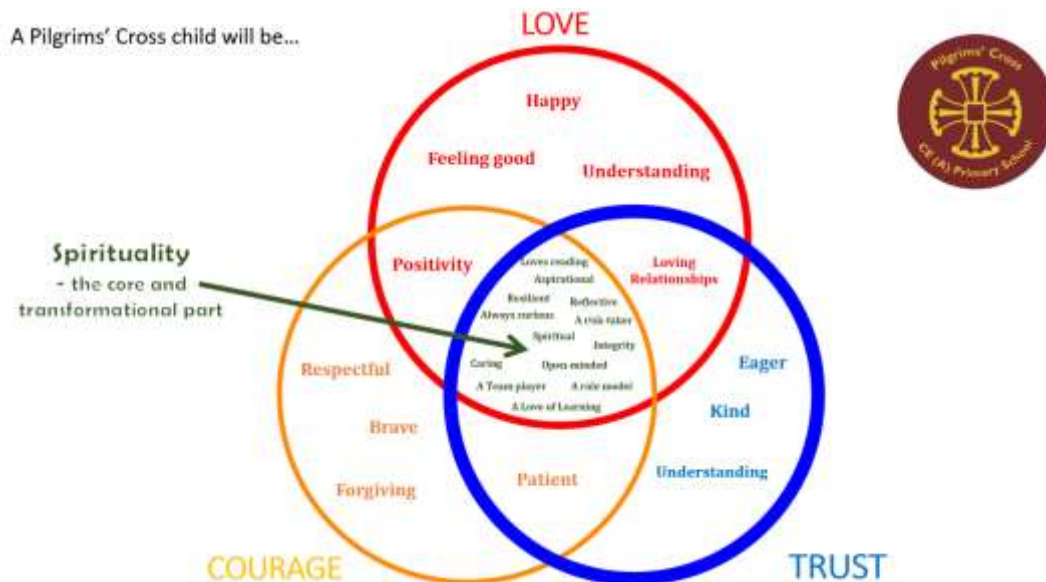 A Pilgrims' Cross child will be...
LOVE
Pilgrims' Cross
CE (A) Primary School
Happy
Feeling good
Understanding
Spirituality
- the core and
transformational part
Positivity
Loves reading
Aspirational
Resilient
Reflective
Always curious
A risk-taker
Spiritual
Integrity
Caring
Open-minded
A Team player
A role model
A Love of Learning
Loving
Relationships
Respectful
Brave
Forgiving
Patient
Eager
Kind
Understanding
COURAGE
TRUST